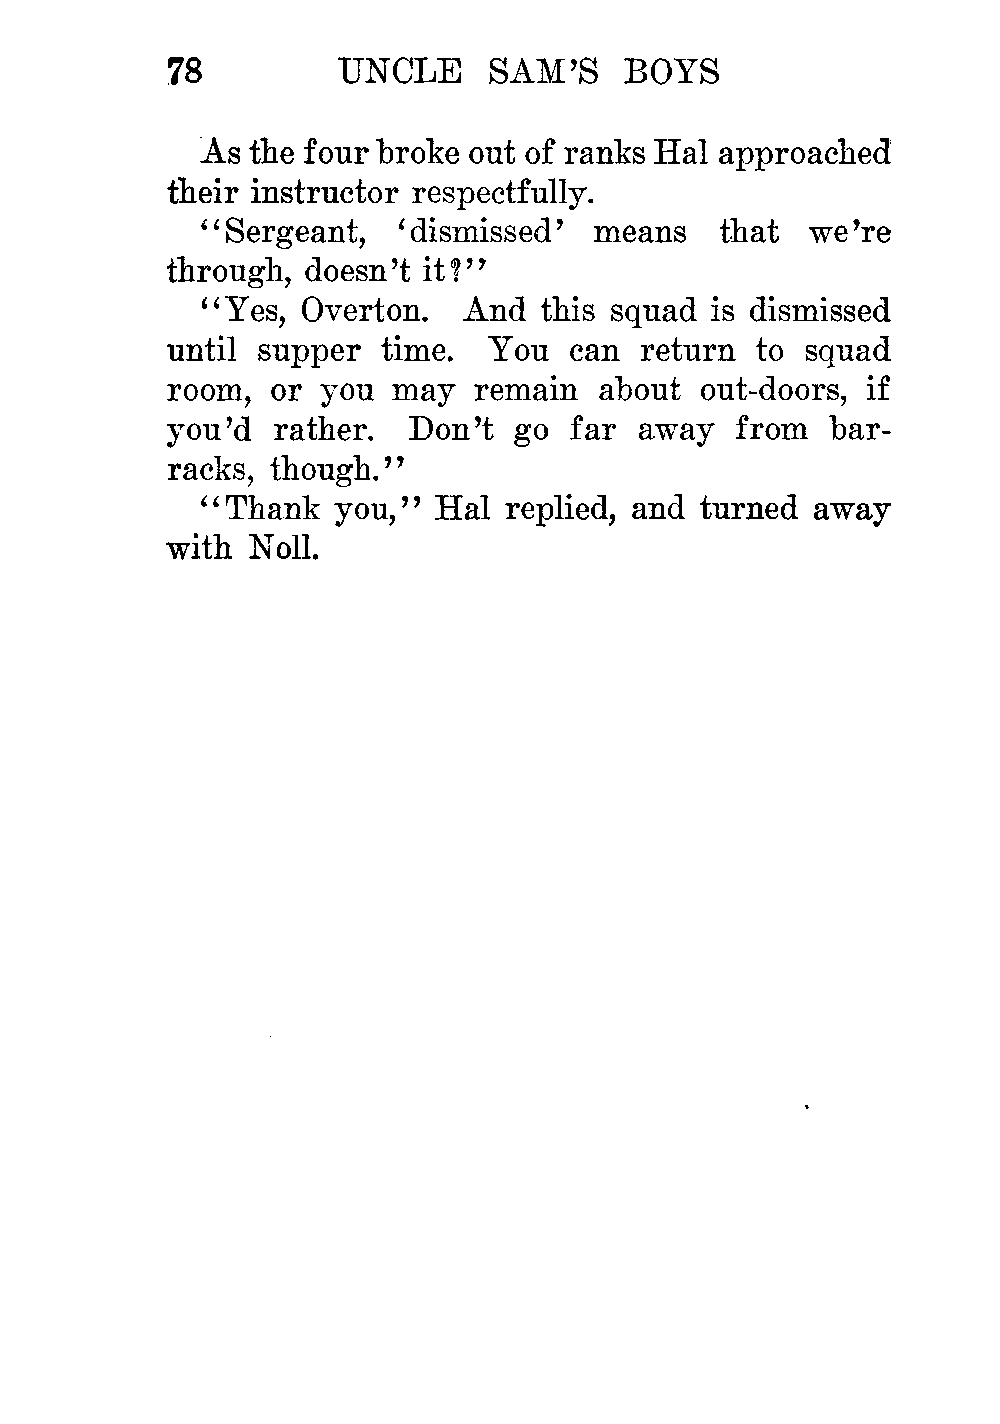 78 UNCLE SAM'S BOYS
As the four broke out of ranks Hal approached
their instructor respectfully.
“Sergeant, ‘dismissed’ means that we're
through, doesn't it?”
“Yes, Overton. And this squad is dismissed
until supper time. You can return to squad
room, or you may remain about out-doors, if
you'd rather. Don't go far away from bar-
racks, though.”
“Thank you,” Hal replied, and turned away
with Noll.